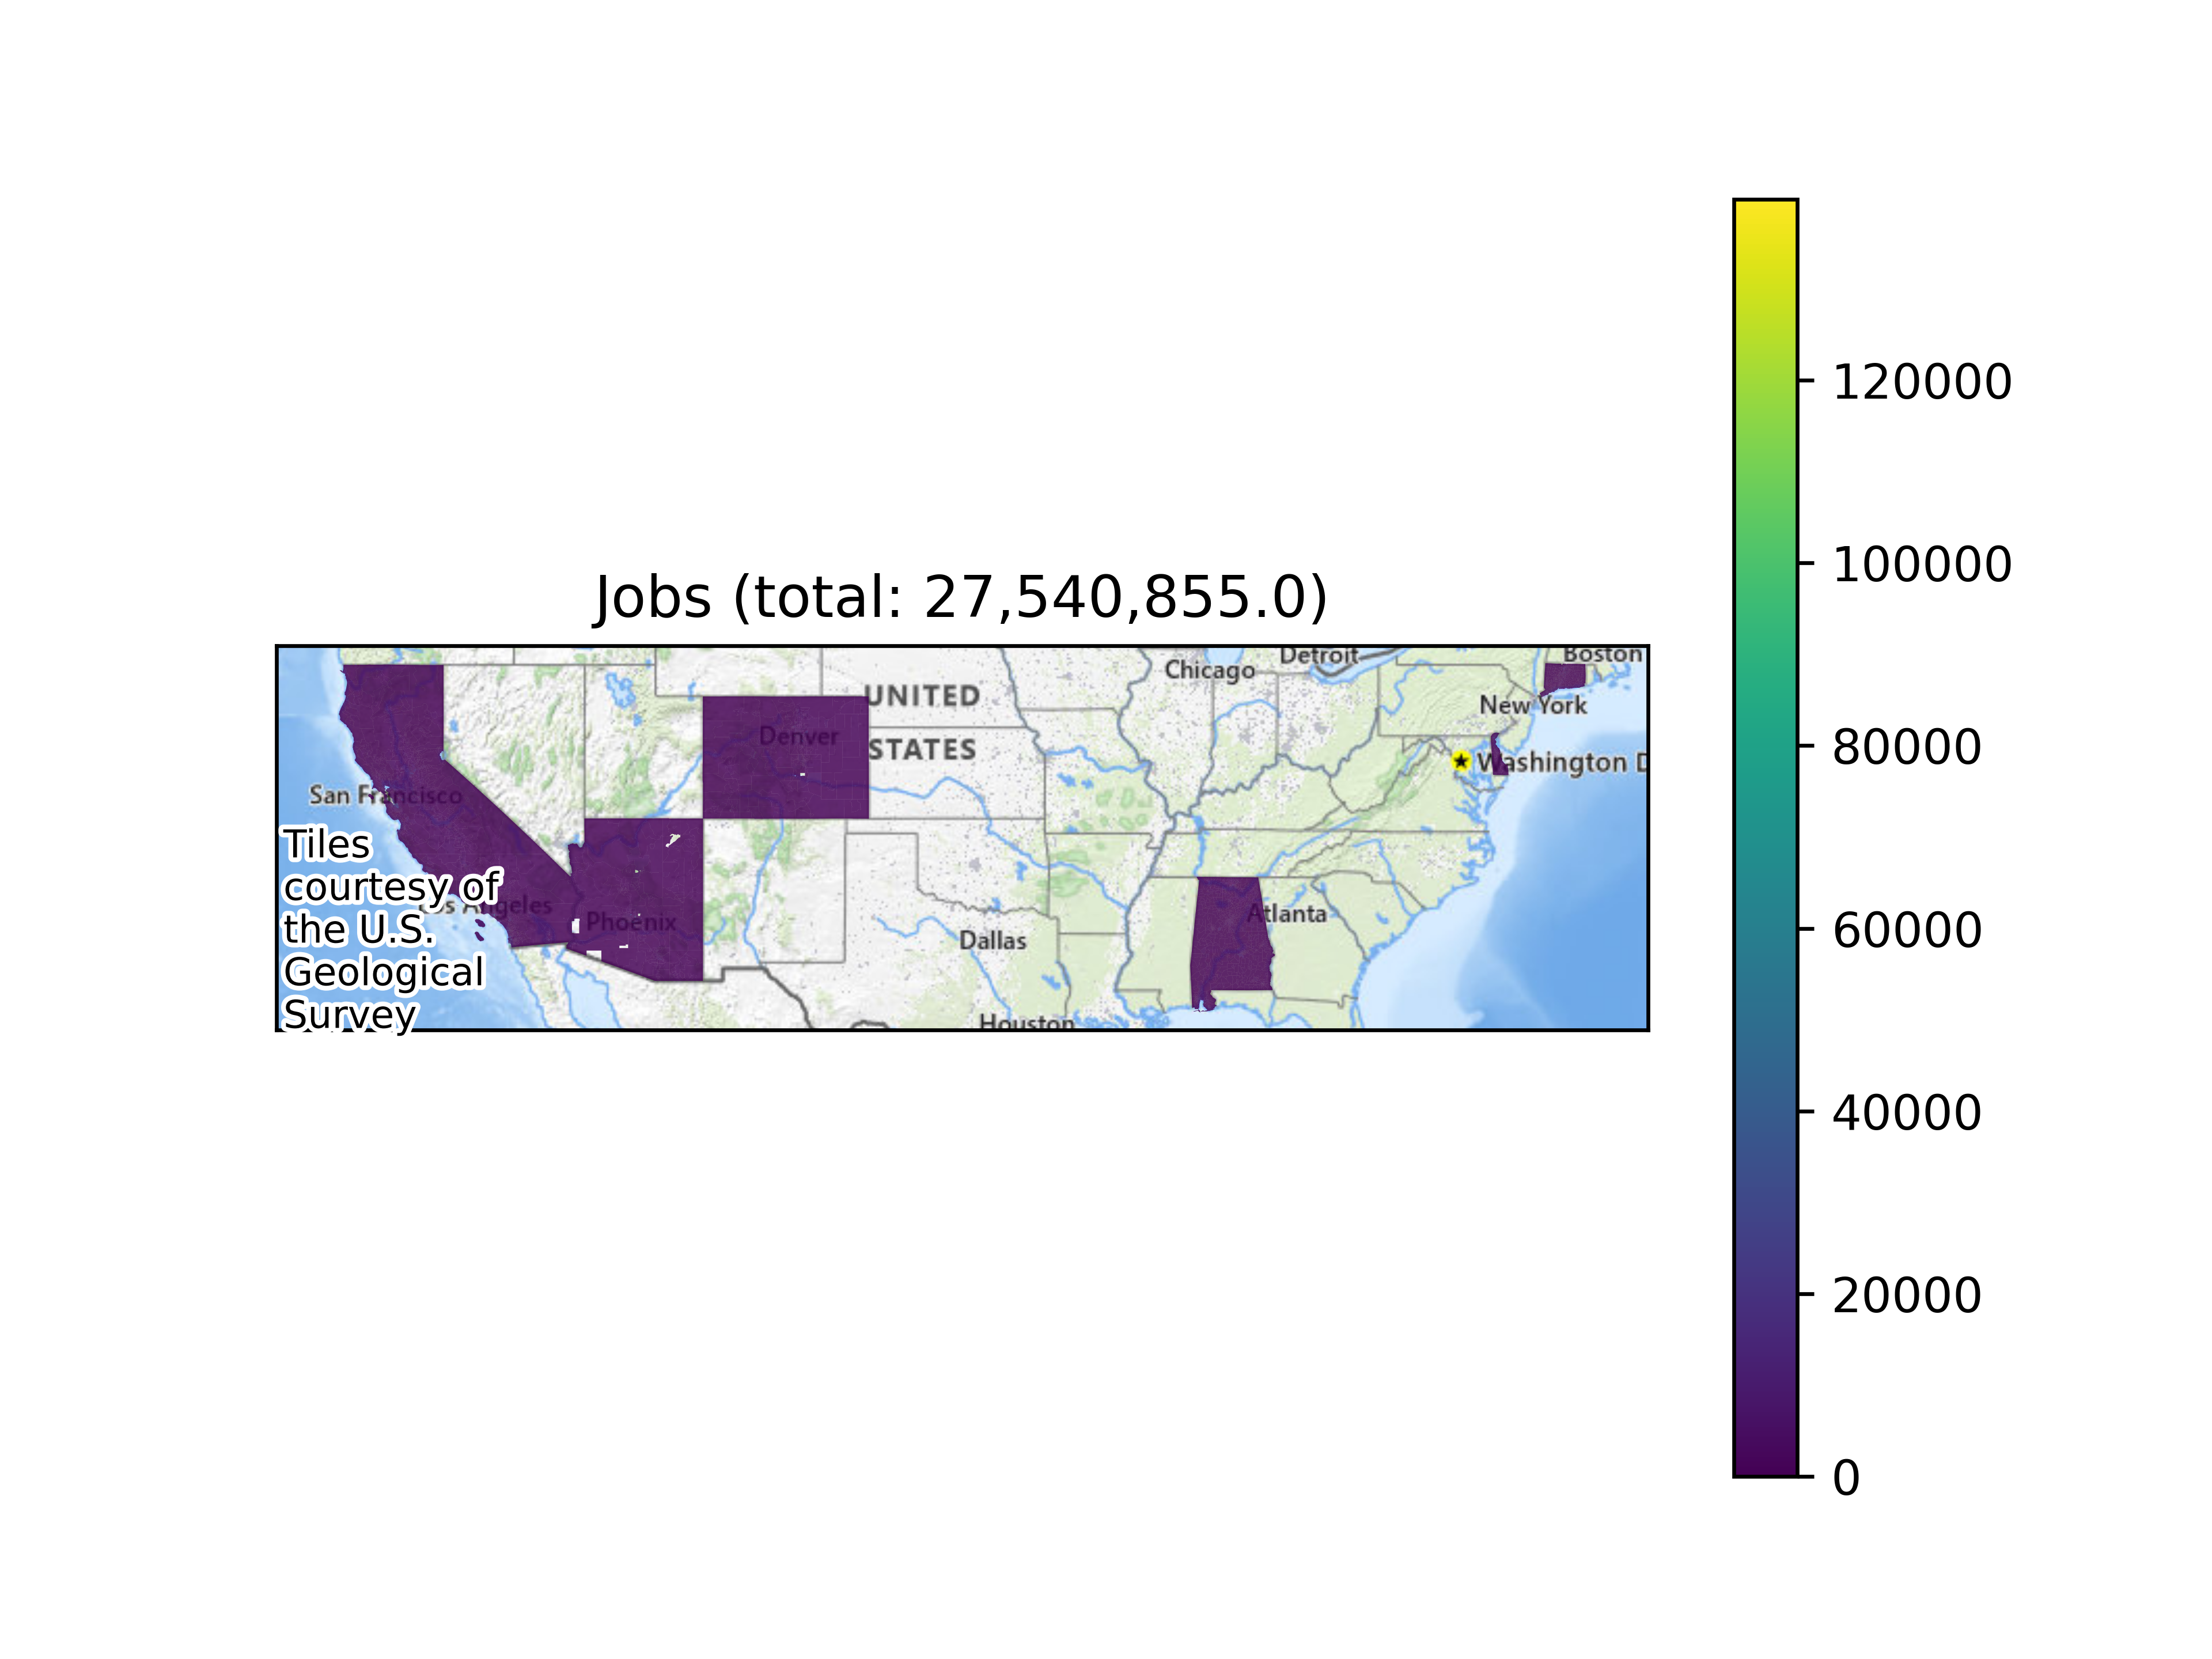 Jobs (total: 27,540,855.0)
Boston
Detroit
Chicago
UNITED
New York
Denver
STATES
Washington D
San Francisco
Tiles
courtesy of
the U.S.
Geological
Survey
Los Angeles
Phoenix
Atlanta
Dallas
Houston
120000
100000
80000
60000
40000
20000
0